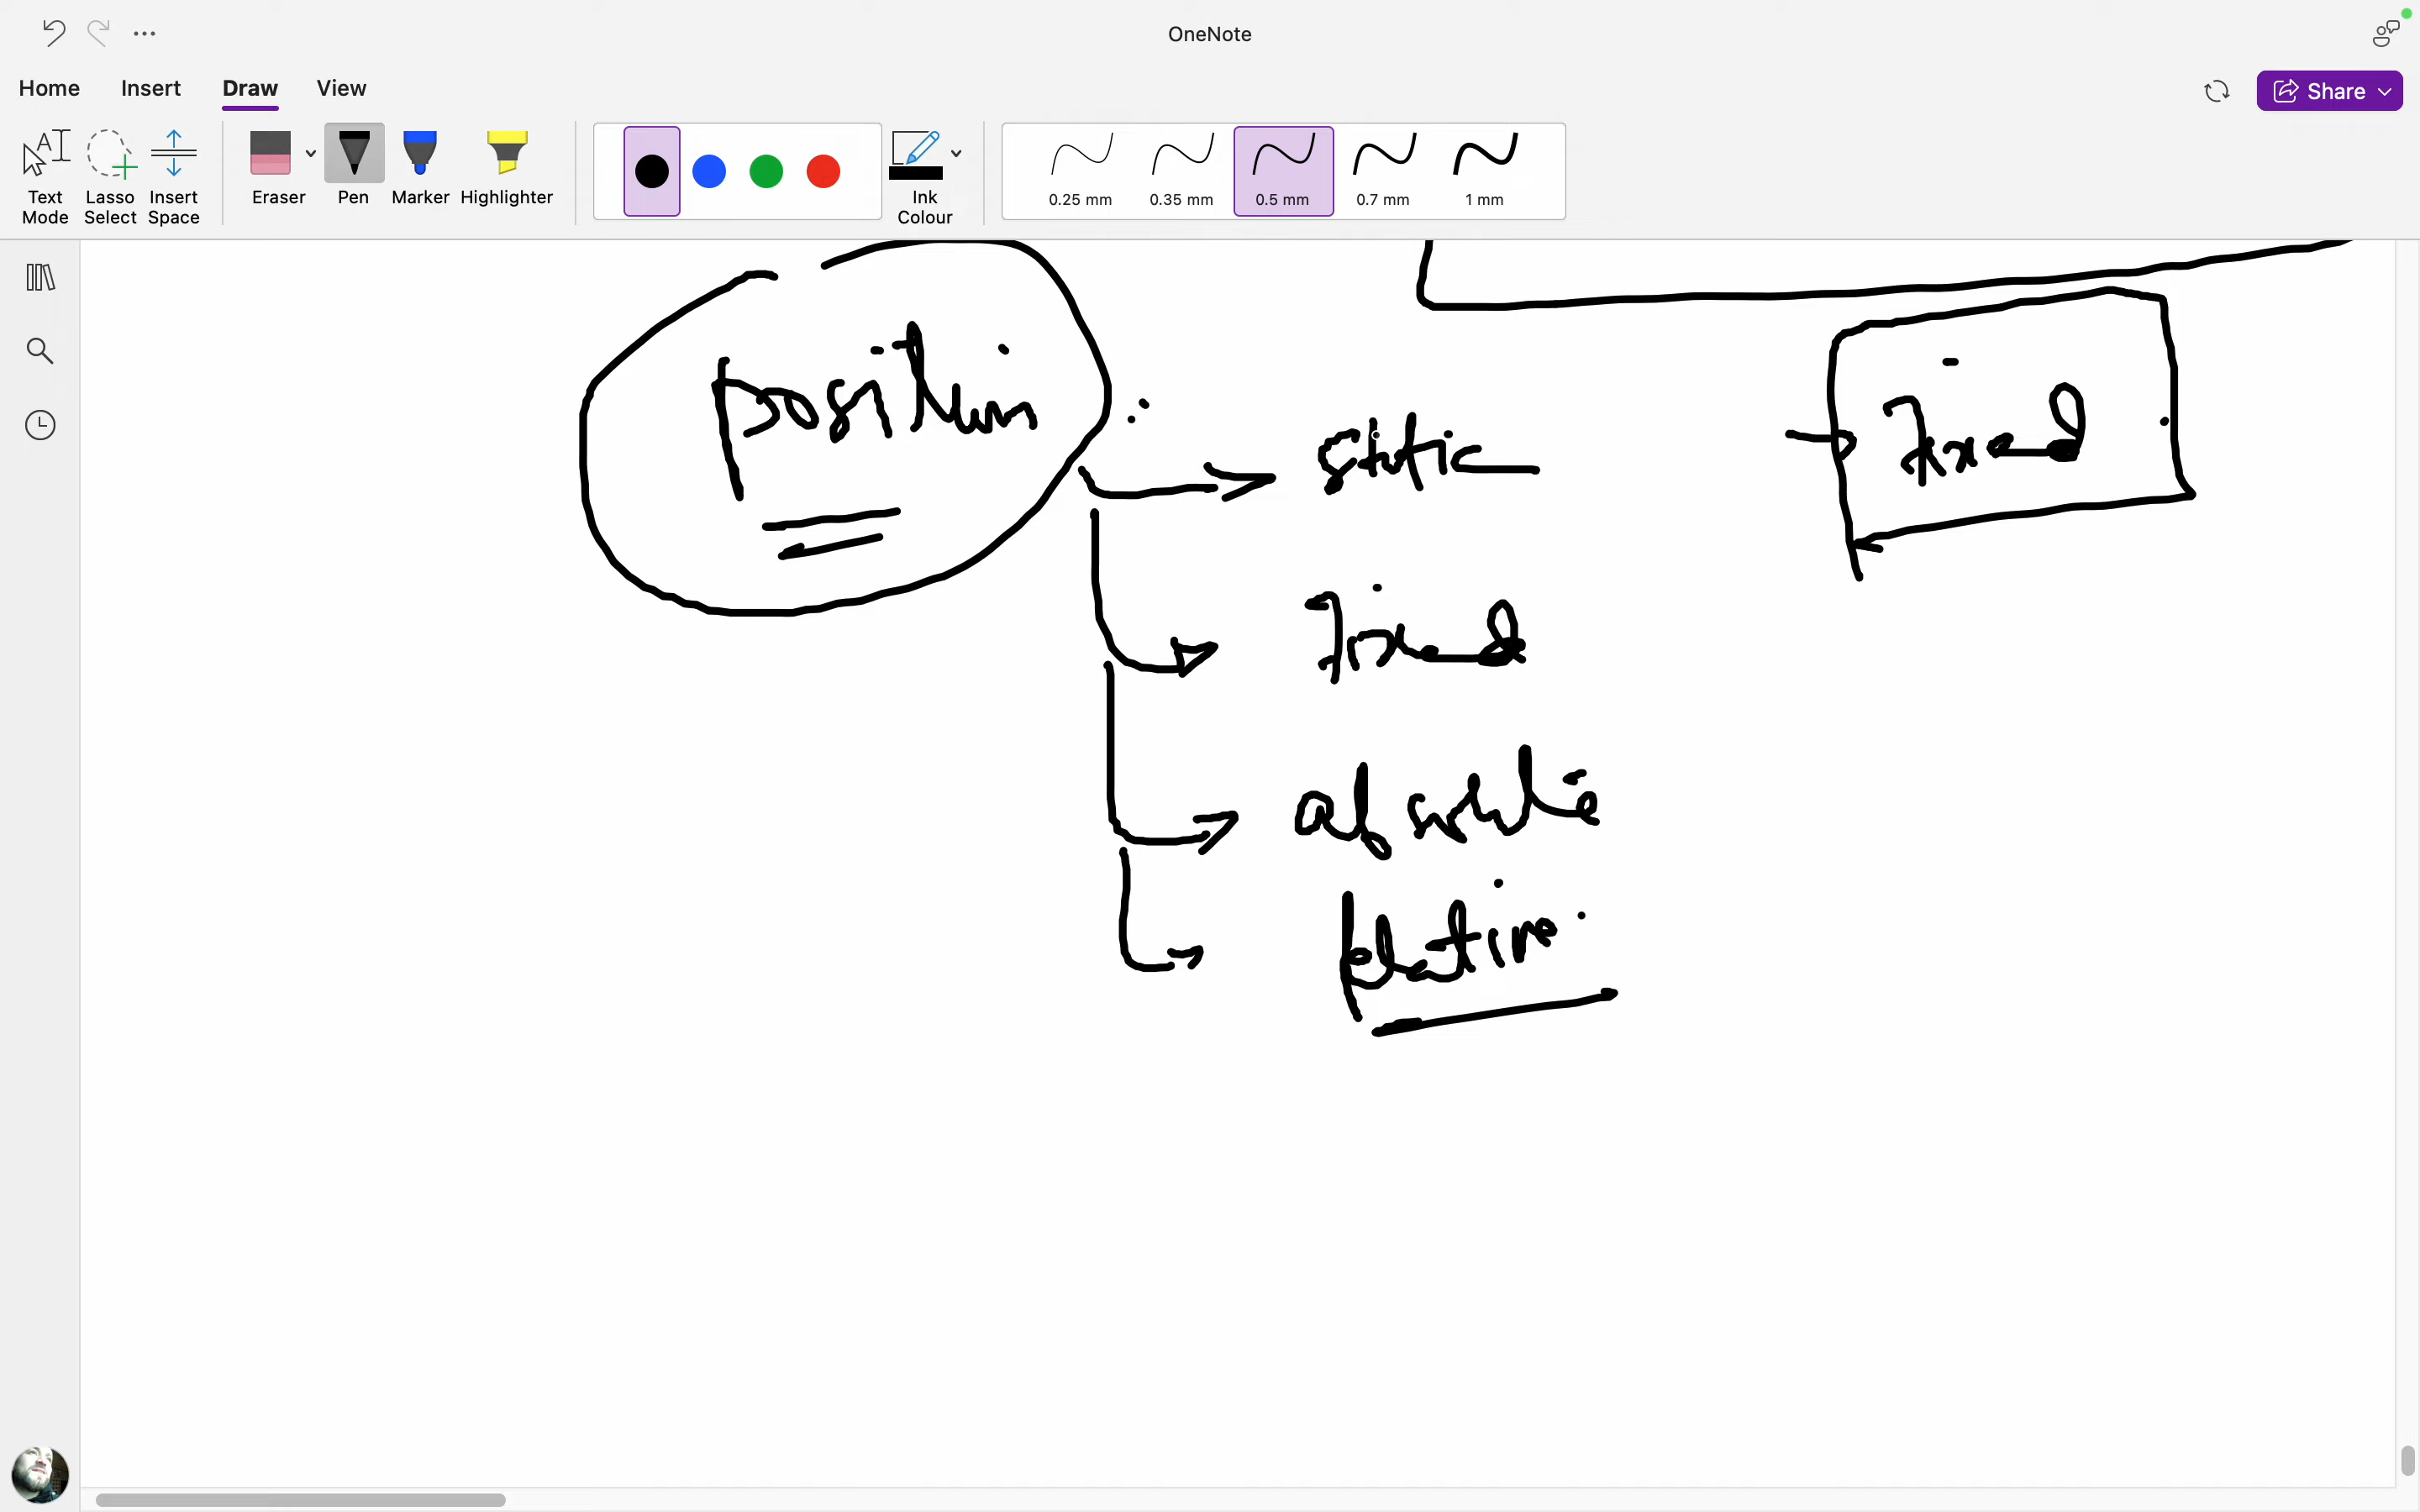 OneNote
Home Insert Draw View
Share
Text Mode
Lasso Select
Insert Space
Eraser
Pen
Marker
Highlighter
Ink Colour
0.25 mm
0.35 mm
0.5 mm
0.7 mm
1 mm
position
static
fixed
fixed
absolute
relative